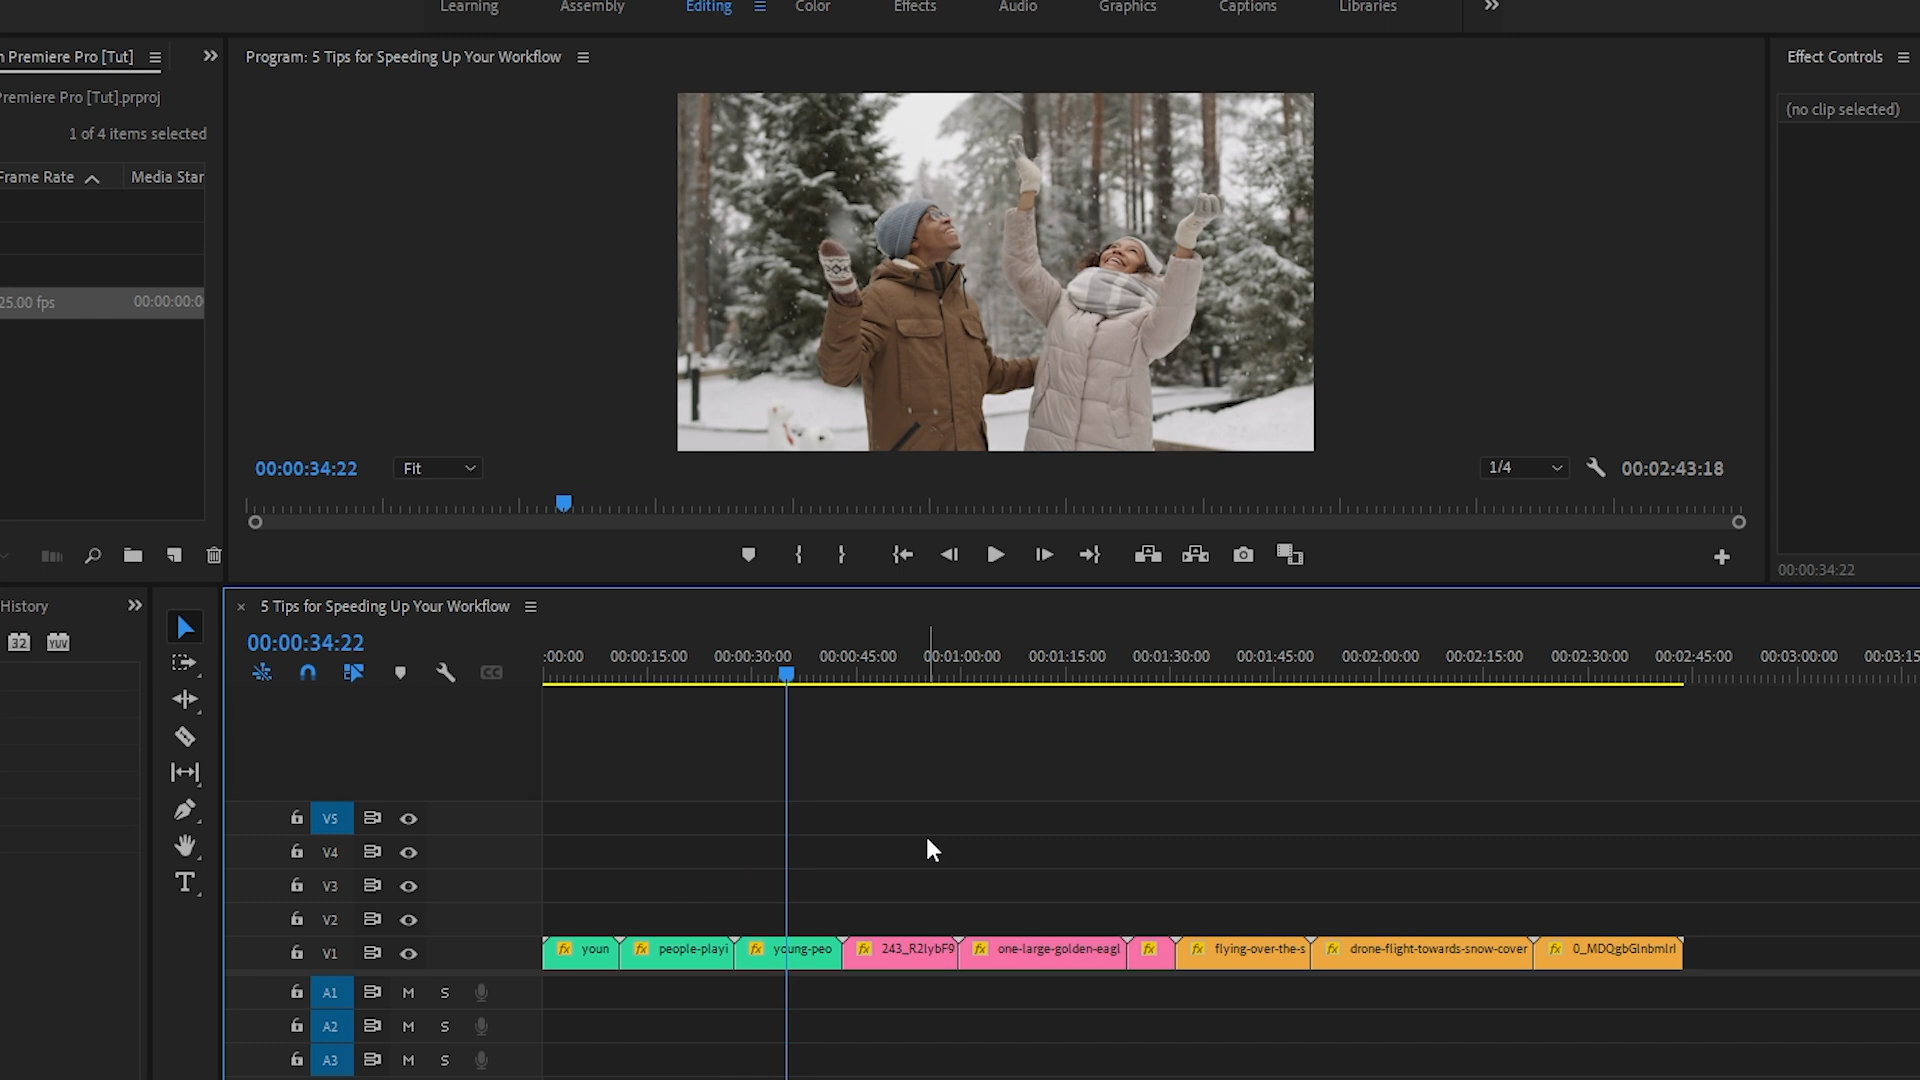 Learning Assembly Editing Color Effects Audio Graphics Captions Libraries
n Premiere Pro [Tut]
Program: 5 Tips for Speeding Up Your Workflow
Effect Controls
Premiere Pro [Tut].prproj
(no clip selected)
1 of 4 items selected
Frame Rate Media Star
25.00 fps 00:00:00:0
00:00:34:22 Fit 1/4 00:02:43:18
00:00:34:22
History
5 Tips for Speeding Up Your Workflow
32 YUV
00:00:34:22
:00:00 00:00:15:00 00:00:30:00 00:00:45:00 00:01:00:00 00:01:15:00 00:01:30:00 00:01:45:00 00:02:00:00 00:02:15:00 00:02:30:00 00:02:45:00 00:03:00:00 00:03:15
CC
V5
V4
V3
V2
V1 fx youn fx people-playi fx young-peo fx 243_R2lybF9 fx one-large-golden-eagl fx fx flying-over-the-s fx drone-flight-towards-snow-cover fx 0_MDQgbGlnbmlrl
A1 M S
A2 M S
A3 M S